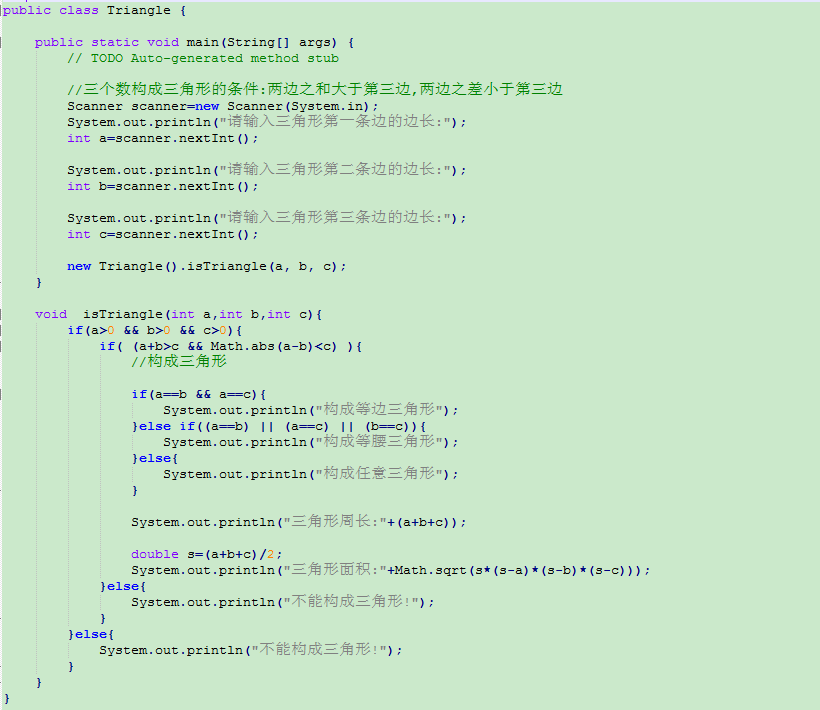 public class Triangle {
public static void main(String[] args) {
// TODO Auto-generated method stub
//三个数构成三角形的条件:两边之和大于第三边,两边之差小于第三边
Scanner scanner=new Scanner(System.in);
System.out.println("请输入三角形第一条边的边长:");
int a=scanner.nextInt();
System.out.println("请输入三角形第二条边的边长:");
int b=scanner.nextInt();
System.out.println("请输入三角形第三条边的边长:");
int c=scanner.nextInt();
new Triangle().isTriangle(a, b, c);
}
void  isTriangle(int a,int b,int c){
if(a>0 && b>0 && c>0){
if( (a+b>c && Math.abs(a-b)<c) ){
//构成三角形
if(a==b && a==c){
System.out.println("构成等边三角形");
}else if((a==b) || (a==c) || (b==c)){
System.out.println("构成等腰三角形");
}else{
System.out.println("构成任意三角形");
}
System.out.println("三角形周长:"+(a+b+c));
double s=(a+b+c)/2;
System.out.println("三角形面积:"+Math.sqrt(s*(s-a)*(s-b)*(s-c)));
}else{
System.out.println("不能构成三角形!");
}
}else{
System.out.println("不能构成三角形!");
}
}
}